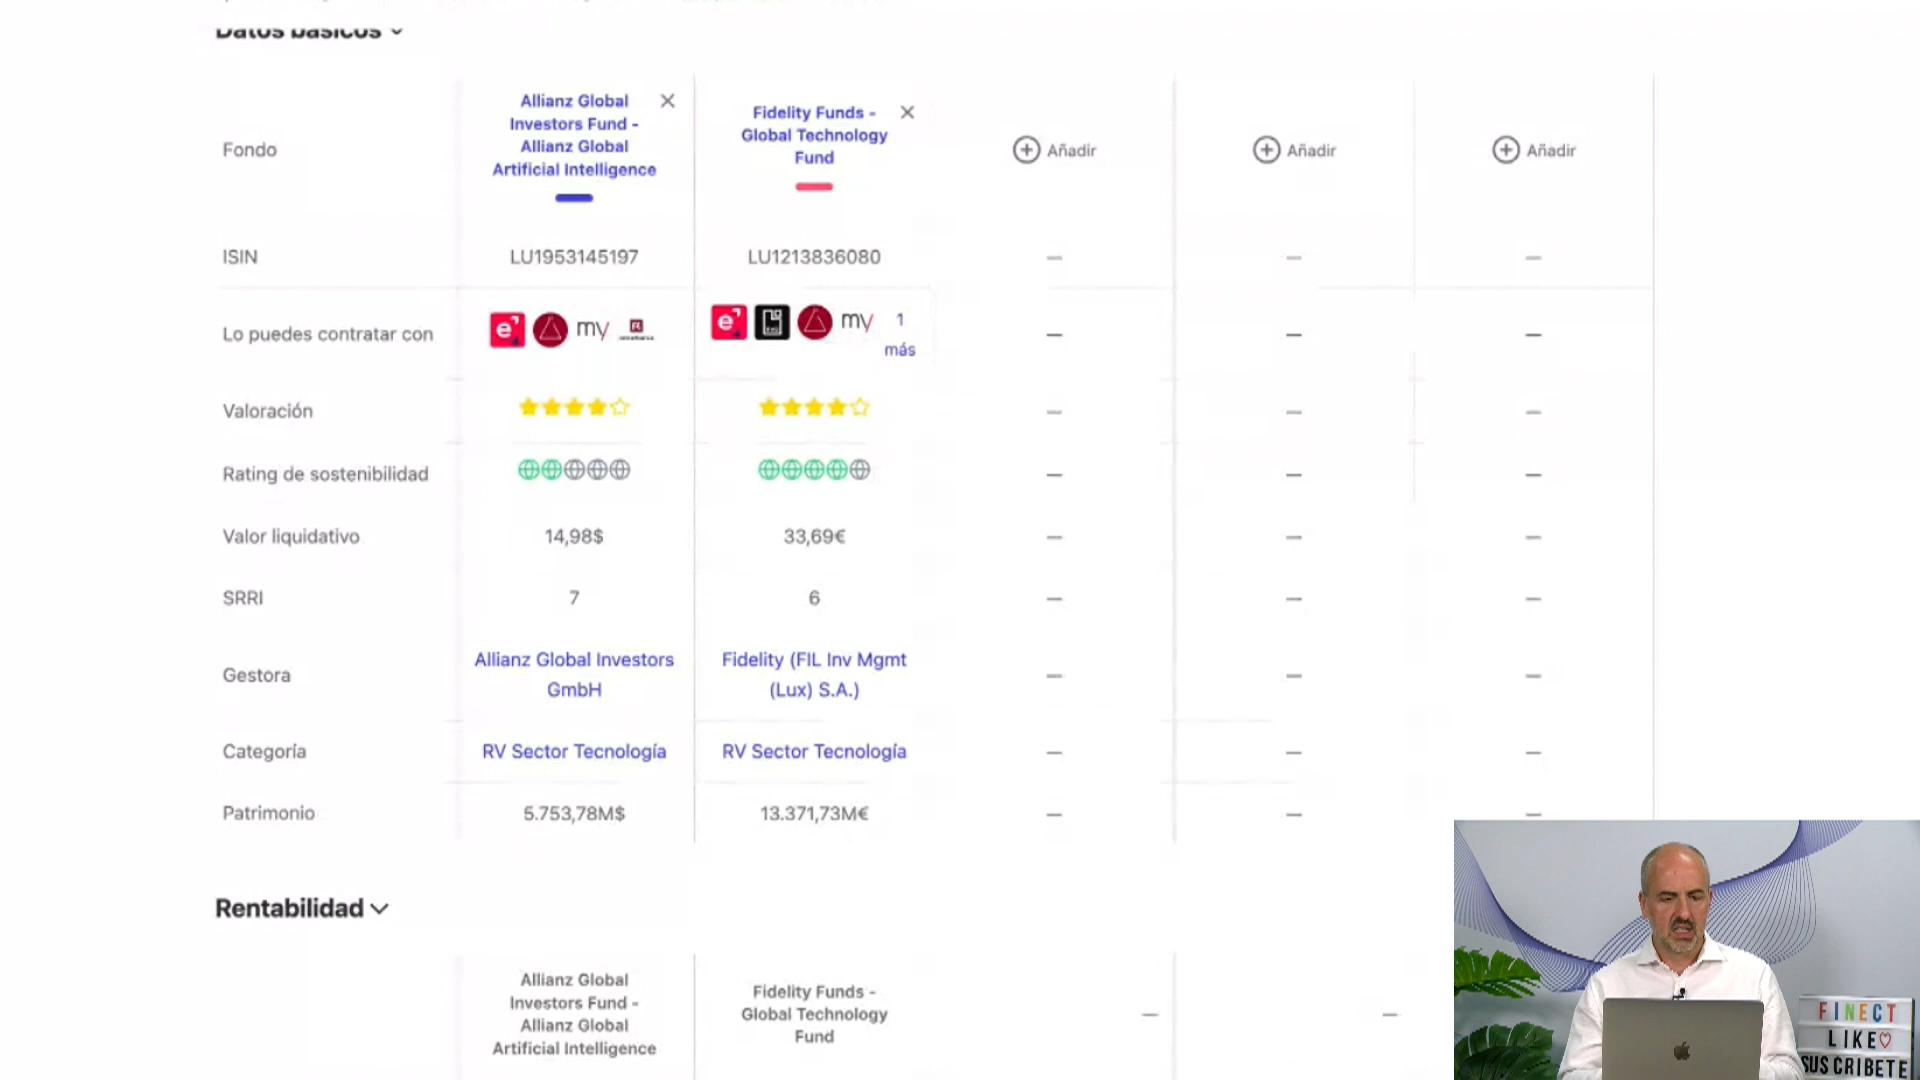 Datos básicos
Fondo
Allianz Global
Investors Fund -
Allianz Global
Artificial Intelligence
Fidelity Funds -
Global Technology
Fund
Añadir
Añadir
Añadir
ISIN
LU1953145197
LU1213836080
—
—
—
Lo puedes contratar con
e
my
e
my
1
más
—
—
—
Valoración
—
—
—
Rating de sostenibilidad
—
—
—
Valor liquidativo
14,98$
33,69€
—
—
—
SRRI
7
6
—
—
—
Gestora
Allianz Global Investors
GmbH
Fidelity (FIL Inv Mgmt
(Lux) S.A.)
—
—
—
Categoría
RV Sector Tecnología
RV Sector Tecnología
—
—
—
Patrimonio
5.753,78M$
13.371,73M€
—
—
—
Rentabilidad
Allianz Global
Investors Fund -
Allianz Global
Artificial Intelligence
Fidelity Funds -
Global Technology
Fund
—
—
FINECT
LIKE♡
SUSCRIBETE